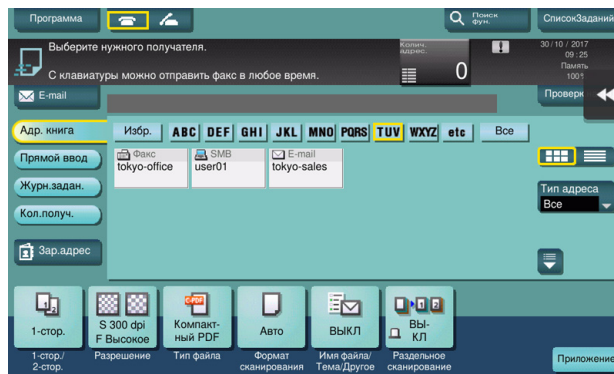 Программа
Поиск
фун.
СписокЗаданий
Выберите нужного получателя.
С клавиатуры можно отправить факс в любое время.
Колич.
адрес.
0
30/10 / 2017
09 : 25
Память
100%
E-mail
Проверк
Адр. книга
Избр.
ABC
DEF
GHI
JKL
MNO
PQRS
TUV
WXYZ
etc
Все
Факс
tokyo-office
SMB
user01
E-mail
tokyo-sales
Прямой ввод
Журн.задан.
Кол.получ.
Зар.адрес
Тип адреса
Все
1-стор.
S 300 dpi
F Высокое
C-PDF
Компакт-
ный PDF
Авто
ВЫКЛ
ВЫ-
КЛ
1-стор./
2-стор.
Разрешение
Тип файла
Формат
сканирования
Имя файла/
Тема/Другое
Раздельное
сканирование
Приложение